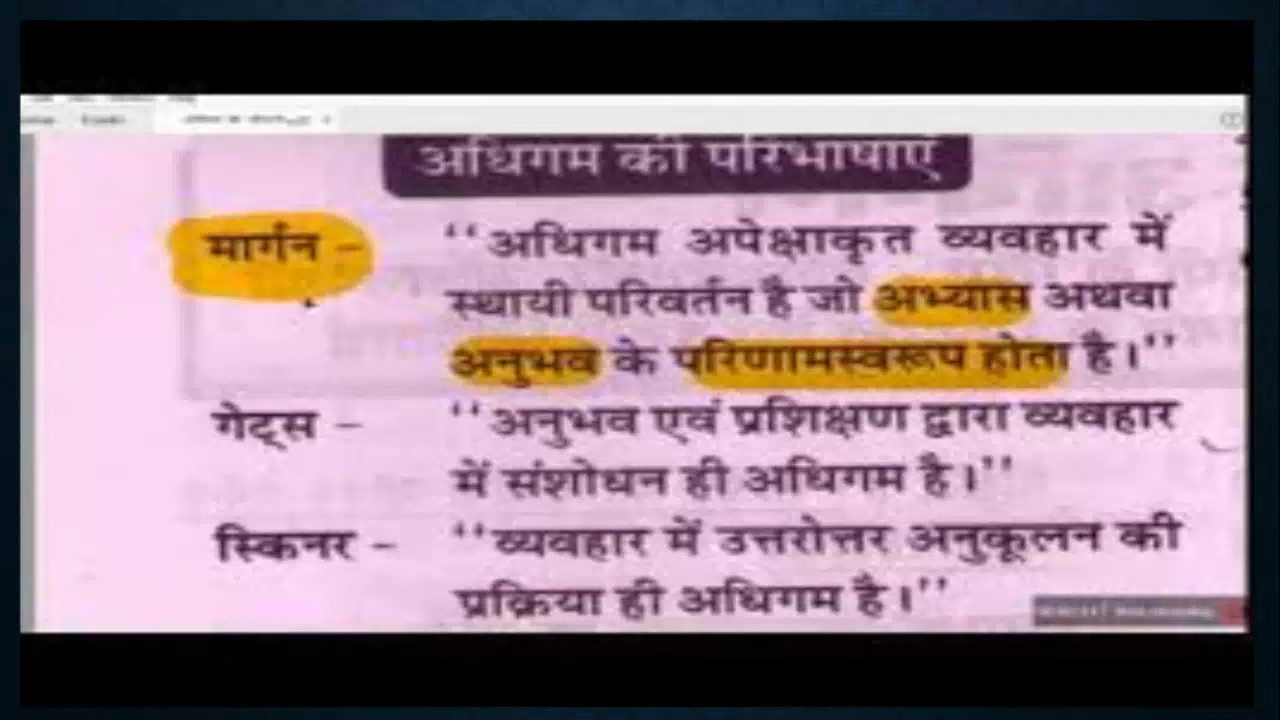 अधिगम की परिभाषाएँ
मार्गन – ‘‘अधिगम अपेक्षाकृत व्यवहार में
स्थायी परिवर्तन है जो अभ्यास अथवा
अनुभव के परिणामस्वरूप होता है।’’
गेट्स – ‘‘अनुभव एवं प्रशिक्षण द्वारा व्यवहार
में संशोधन ही अधिगम है।’’
स्किनर – ‘‘व्यवहार में उत्तरोत्तर अनुकूलन की
प्रक्रिया ही अधिगम है।’’